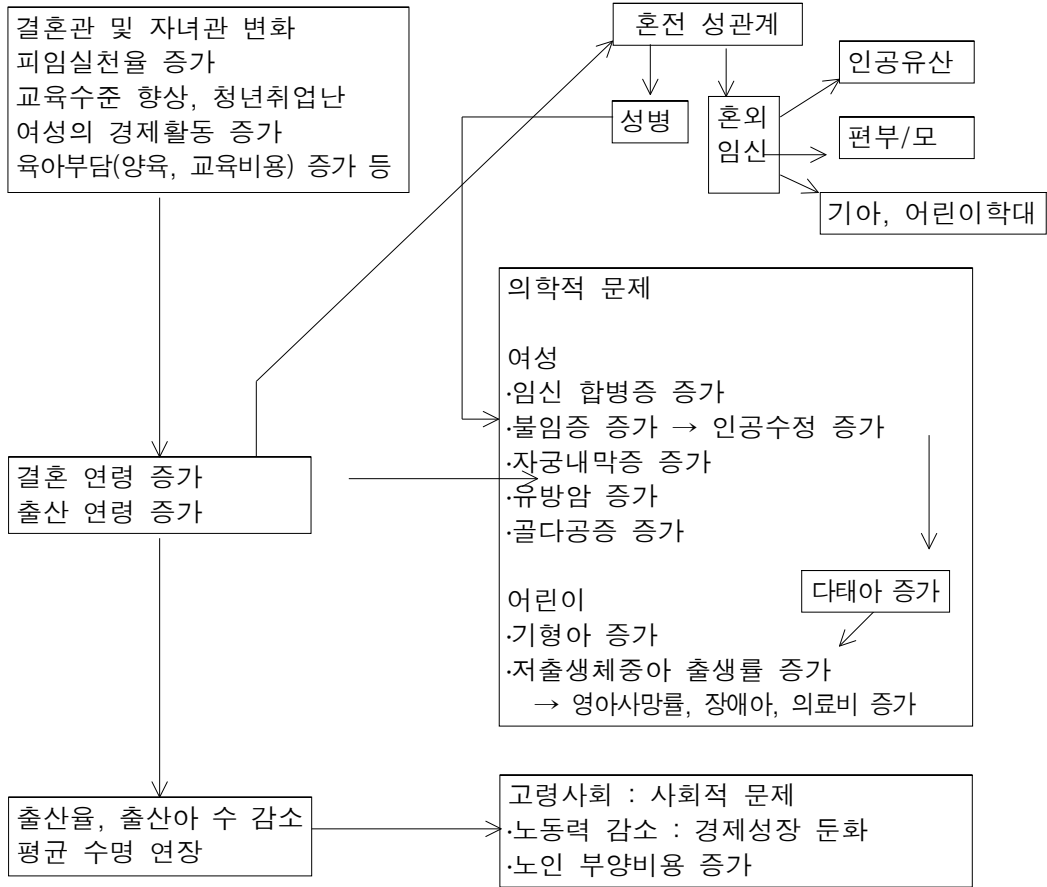 결혼관 및 자녀관 변화
피임실천율 증가
교육수준 향상, 청년취업난
여성의 경제활동 증가
육아부담(양육, 교육비용) 증가 등
혼전 성관계
성병
혼외
임신
인공유산
편부/모
기아, 어린이학대
결혼 연령 증가
출산 연령 증가
의학적 문제
여성
·임신 합병증 증가
·불임증 증가 → 인공수정 증가
·자궁내막증 증가
·유방암 증가
·골다공증 증가
다태아 증가
어린이
·기형아 증가
·저출생체중아 출생률 증가
→ 영아사망률, 장애아, 의료비 증가
출산율, 출산아 수 감소
평균 수명 연장
고령사회 : 사회적 문제
·노동력 감소 : 경제성장 둔화
·노인 부양비용 증가